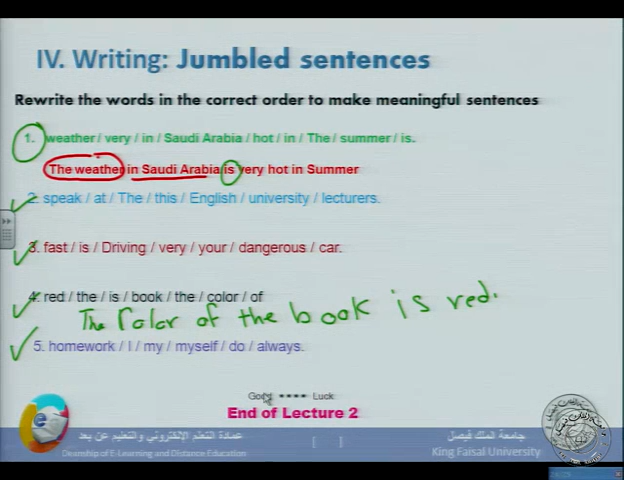 IV. Writing: Jumbled sentences
Rewrite the words in the correct order to make meaningful sentences
1. weather / very / in / Saudi Arabia / hot / in / The / summer / is.
The weather in Saudi Arabia is very hot in Summer
2. speak / at / The / this / English / university / lecturers.
3. fast / is / Driving / very / your / dangerous / car.
4. red / the / is / book / the / color / of
The Color of the book is red.
5. homework / I / my / myself / do / always.
Good **** Luck
End of Lecture 2
عمادة التعلم الإلكتروني والتعليم عن بعد
Deanship of E-Learning and Distance Education
[ ]
جامعة الملك فيصل
King Faisal University